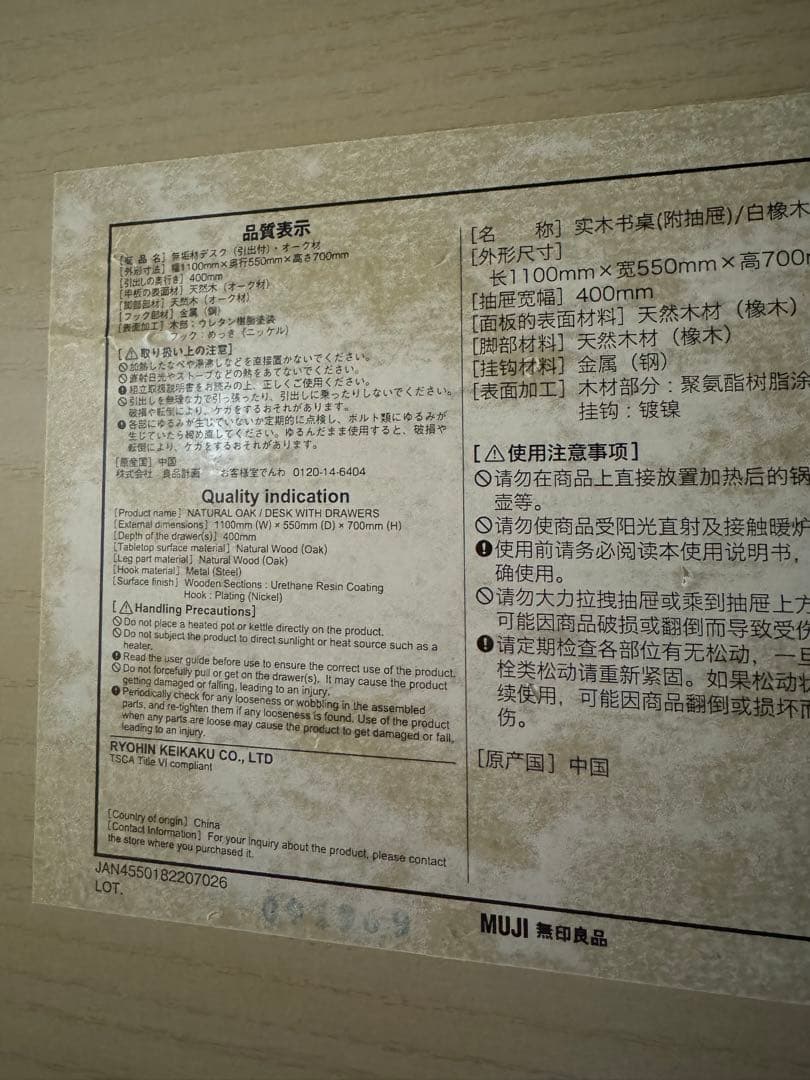 品質表示
[商品名] 無垢材デスク（引出付）・オーク材
[外形寸法] 幅1100mm×奥行550mm×高さ700mm
[引出しの奥行き] 400mm
[甲板の表面材] 天然木（オーク材）
[脚部部材] 天然木（オーク材）
[フック部材] 金属（鋼）
[表面加工] 木部：ウレタン樹脂塗装
フック：めっき（ニッケル）
[⚠取り扱い上の注意]
加熱したなべや湯沸しなどを直接置かないでください。
直射日光やストーブなどの熱をあてないでください。
組立取扱説明書をお読みの上、正しくご使用ください。
引出しを無理な力で引っ張ったり、引出しに乗ったりしないでください。
破損や転倒により、ケガをするおそれがあります。
各部にゆるみが生じていないか定期的に点検し、ボルト類にゆるみが
生じていたら締め直してください。ゆるんだまま使用すると、破損や
転倒により、ケガをするおそれがあります。
[原産国] 中国
株式会社 良品計画 お客様室でんわ 0120-14-6404
Quality indication
[Product name] NATURAL OAK / DESK WITH DRAWERS
[External dimensions] 1100mm (W) × 550mm (D) × 700mm (H)
[Depth of the drawer(s)] 400mm
[Tabletop surface material] Natural Wood (Oak)
[Leg part material] Natural Wood (Oak)
[Hook material] Metal (Steel)
[Surface finish] Wooden Sections : Urethane Resin Coating
Hook : Plating (Nickel)
[⚠Handling Precautions]
Do not place a heated pot or kettle directly on the product.
Do not subject the product to direct sunlight or heat source such as a
heater.
Read the user guide before use to ensure the correct use of the product.
Do not forcefully pull or get on the drawer(s). It may cause the product
getting damaged or falling, leading to an injury.
Periodically check for any looseness or wobbling in the assembled
parts, and re-tighten them if any looseness is found. Use of the product
when any parts are loose may cause the product to get damaged or fall,
leading to an injury.
RYOHIN KEIKAKU CO., LTD
TSCA Title VI compliant
[Country of origin] China
[Contact Information] For your inquiry about the product, please contact
the store where you purchased it.
JAN4550182207026
LOT.
[名 称] 实木书桌(附抽屉)/白橡木
[外形尺寸]
长1100mm×宽550mm×高700m
[抽屉宽幅] 400mm
[面板的表面材料] 天然木材（橡木）
[脚部材料] 天然木材（橡木）
[挂钩材料] 金属（钢）
[表面加工] 木材部分：聚氨酯树脂涂
挂钩：镀镍
[⚠使用注意事项]
请勿在商品上直接放置加热后的锅
壶等。
请勿使商品受阳光直射及接触暖炉
使用前请务必阅读本使用说明书，
确使用。
请勿大力拉拽抽屉或乘到抽屉上方
可能因商品破损或翻倒而导致受伤
请定期检查各部位有无松动，一旦
栓类松动请重新紧固。如果松动状
续使用，可能因商品翻倒或损坏而
伤。
[原产国] 中国
MUJI 無印良品